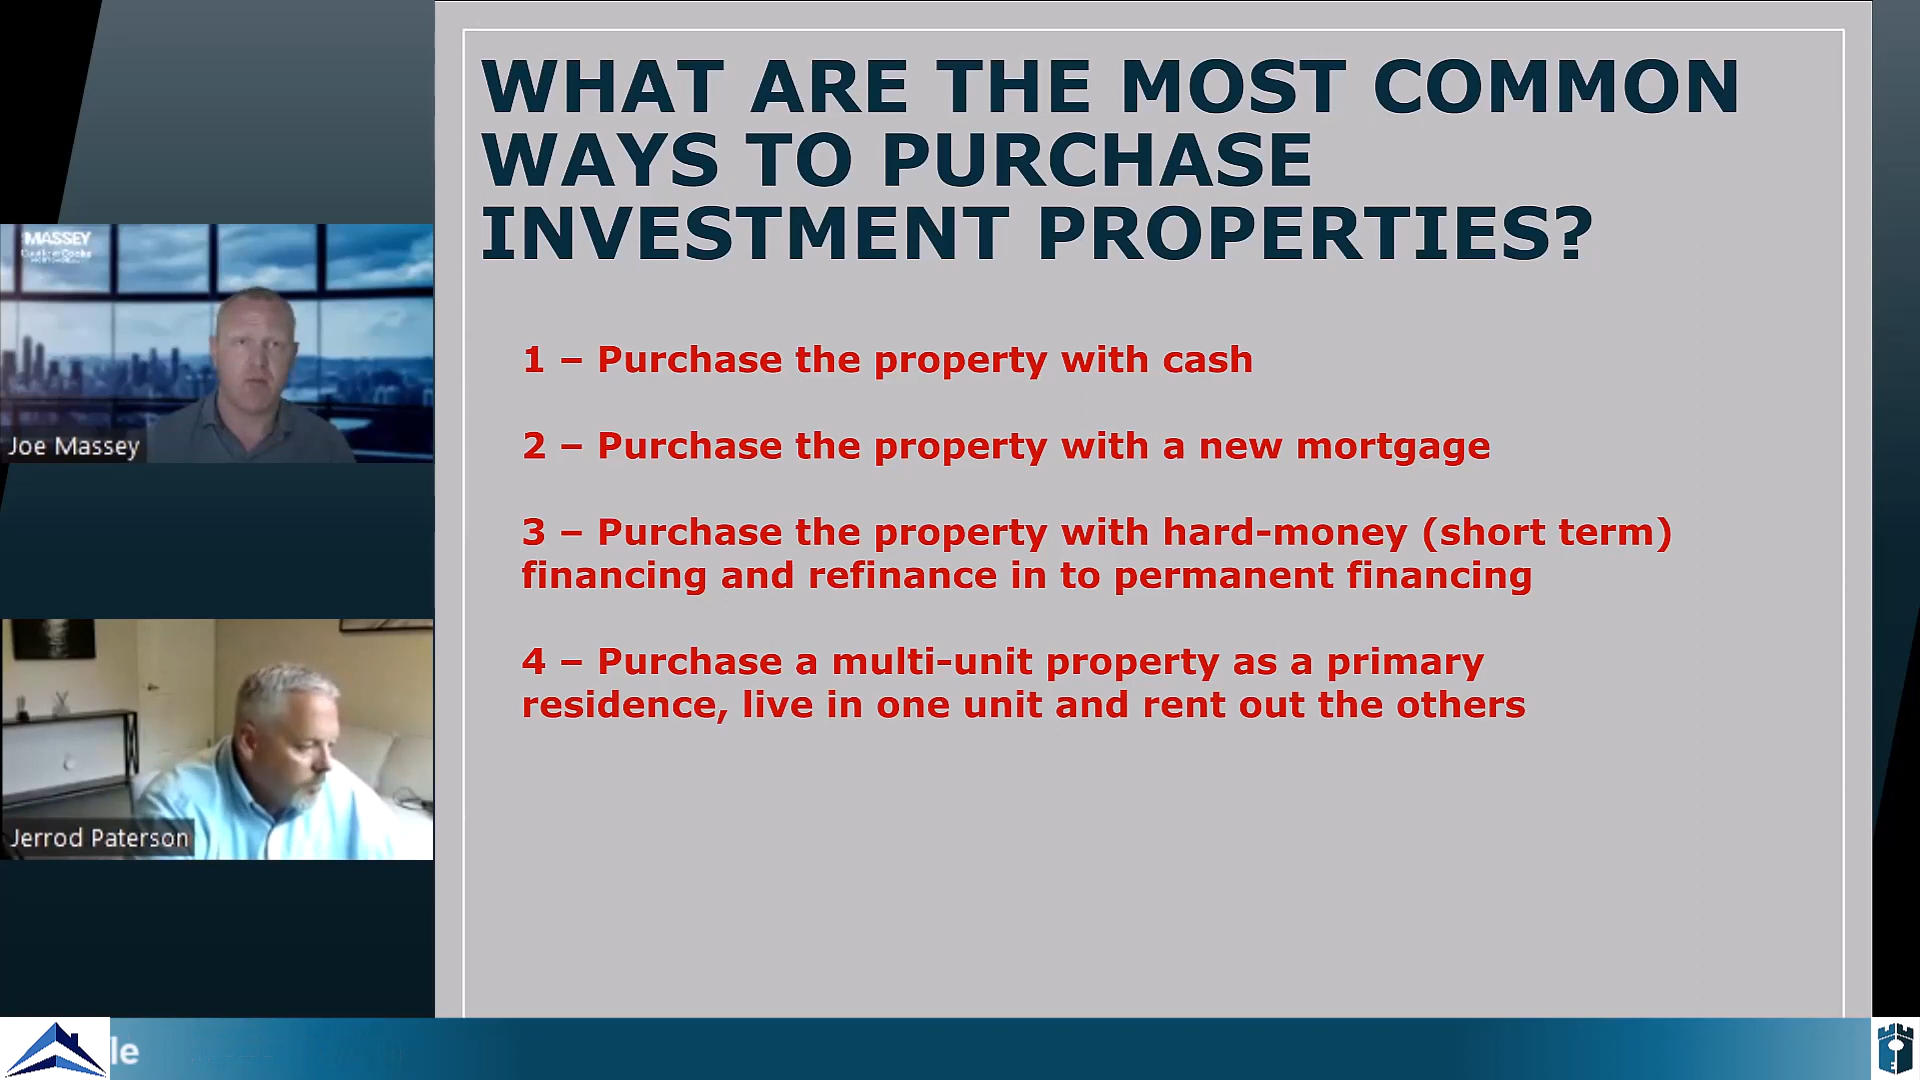 WHAT ARE THE MOST COMMON
WAYS TO PURCHASE
INVESTMENT PROPERTIES?
1 – Purchase the property with cash
2 – Purchase the property with a new mortgage
3 – Purchase the property with hard-money (short term)
financing and refinance in to permanent financing
4 – Purchase a multi-unit property as a primary
residence, live in one unit and rent out the others
MASSEY
Joe Massey
Jerrod Paterson
le